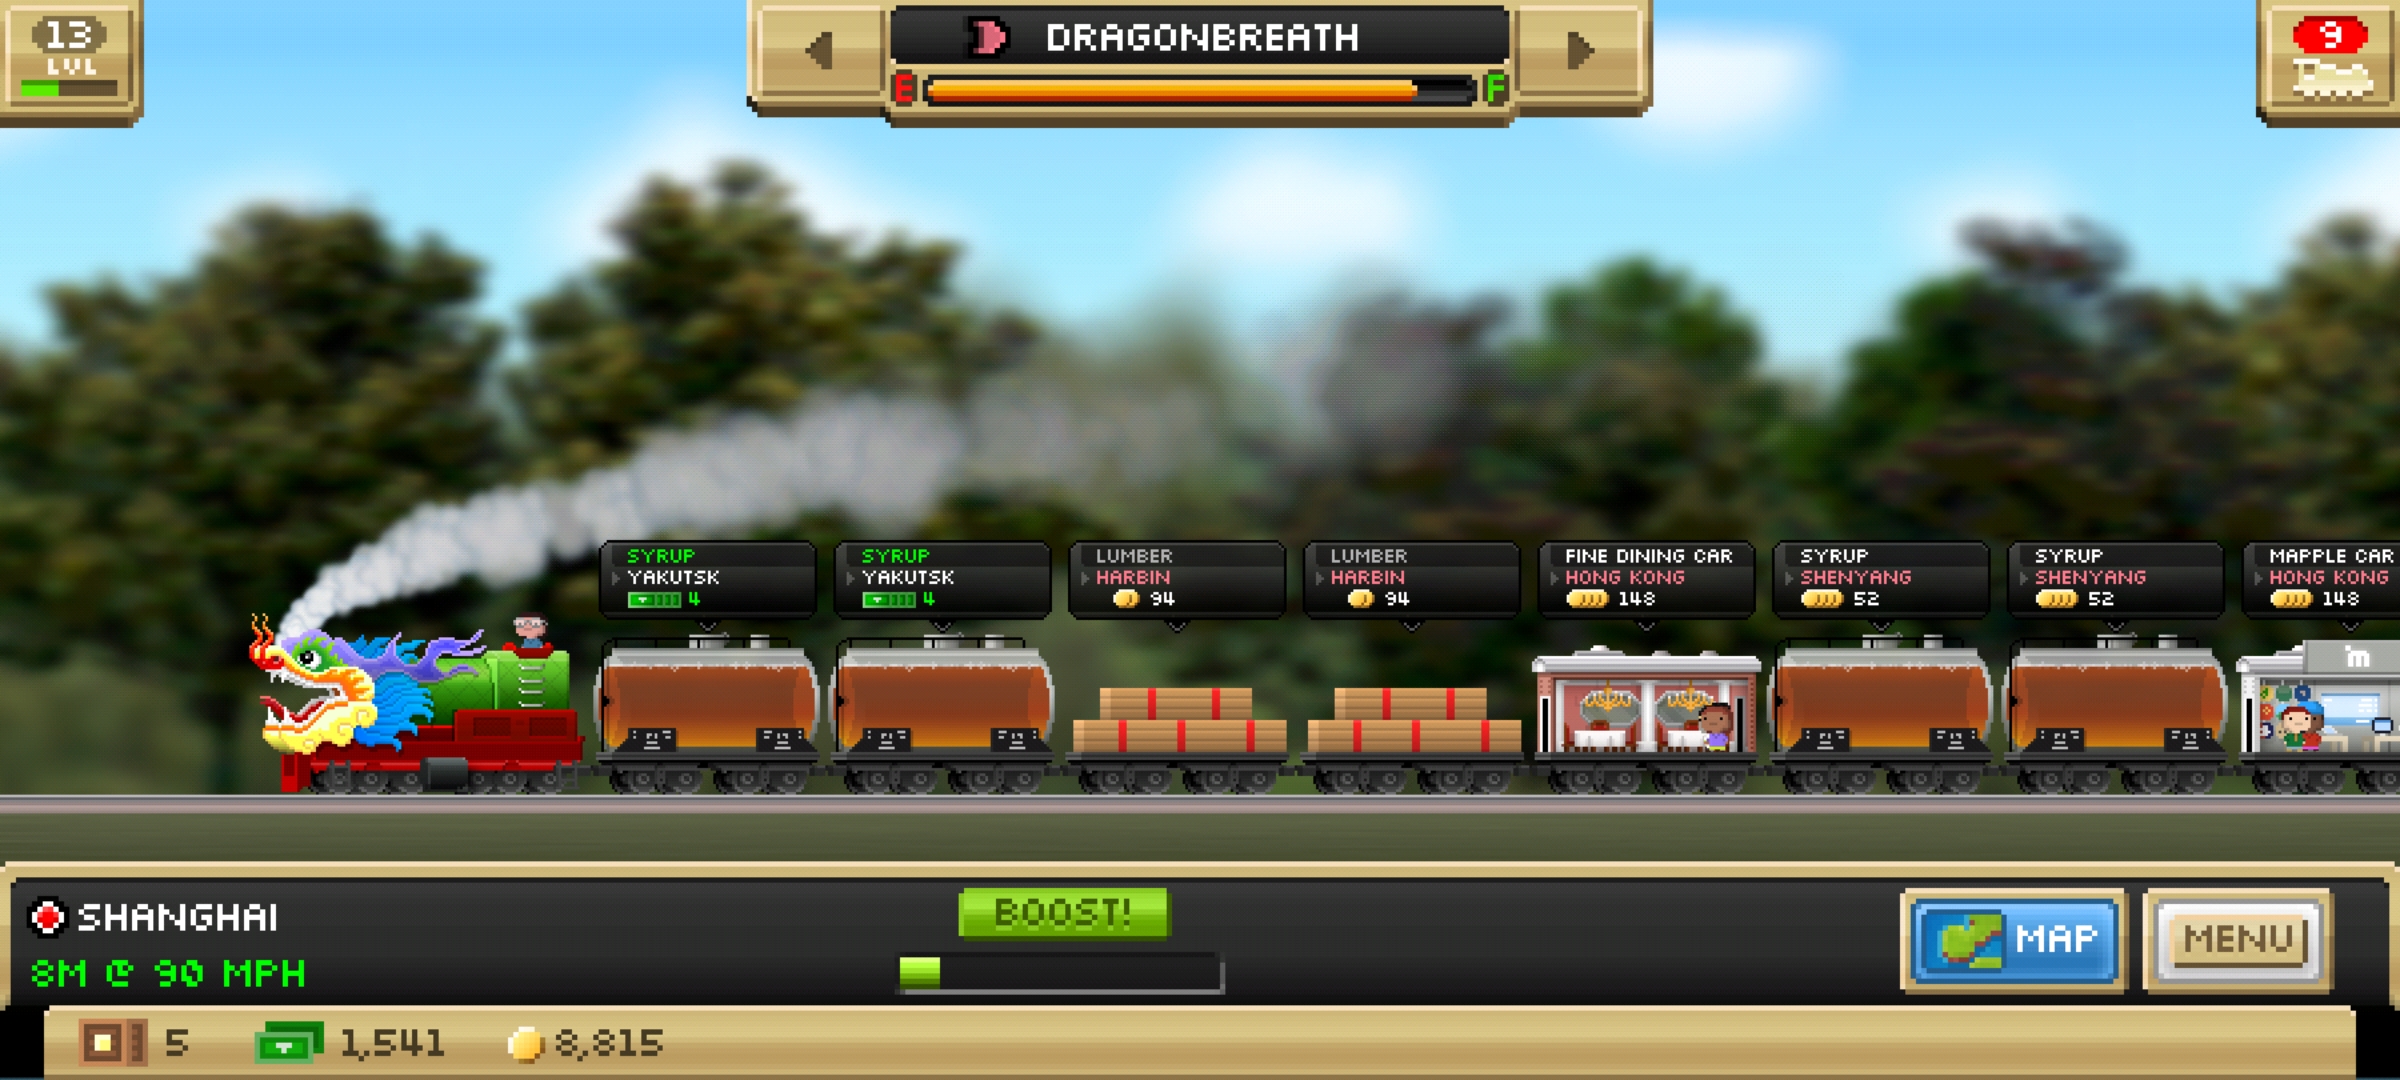 13
LVL
DRAGONBREATH
E
F
9
SYRUP
YAKUTSK
4
SYRUP
YAKUTSK
4
LUMBER
HARBIN
94
LUMBER
HARBIN
94
FINE DINING CAR
HONG KONG
148
SYRUP
SHENYANG
52
SYRUP
SHENYANG
52
MAPPLE CAR
HONG KONG
148
m
SHANGHAI
8M @ 90 MPH
BOOST!
MAP
MENU
5
1,541
8,815